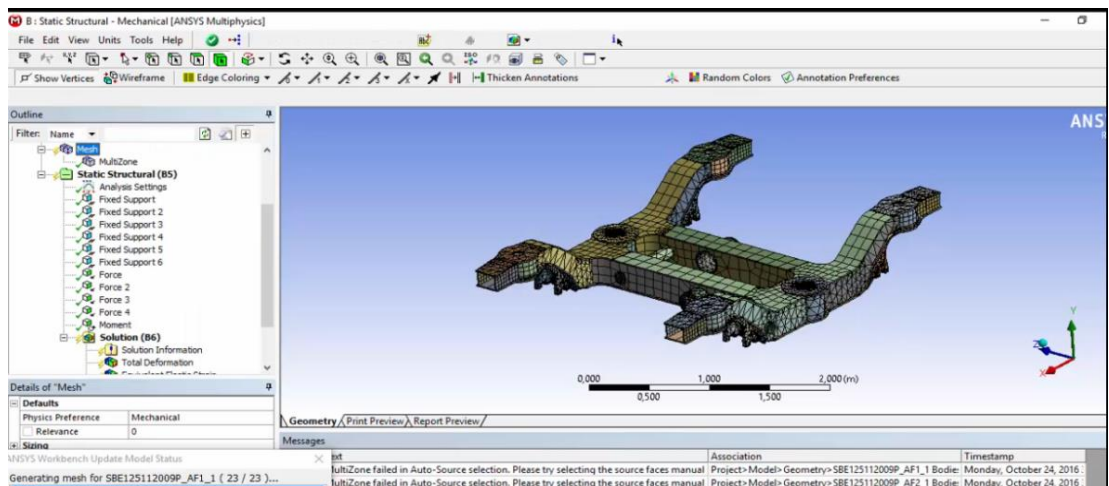 B : Static Structural - Mechanical [ANSYS Multiphysics]
File Edit View Units Tools Help
Show Vertices Wireframe Edge Coloring Thicken Annotations Random Colors Annotation Preferences
Outline
Filter: Name
Mesh
MultiZone
Static Structural (B5)
Analysis Settings
Fixed Support
Fixed Support 2
Fixed Support 3
Fixed Support 4
Fixed Support 5
Fixed Support 6
Force
Force 2
Force 3
Force 4
Moment
Solution (B6)
Solution Information
Total Deformation
Equivalent Elastic Strain
ANS
Y
Z
X
0,000 1,000 2,000 (m)
0,500 1,500
Details of "Mesh"
Defaults
Physics Preference Mechanical
Relevance 0
Sizing
Geometry Print Preview Report Preview
Messages
ext Association Timestamp
MultiZone failed in Auto-Source selection. Please try selecting the source faces manual Project>Model>Geometry>SBE125112009P_AF1_1 Bodie: Monday, October 24, 2016
MultiZone failed in Auto-Source selection. Please try selecting the source faces manual Project>Model>Geometry>SBE125112009P_AF2_1 Bodie: Monday, October 24, 2016
ANSYS Workbench Update Model Status
Generating mesh for SBE125112009P_AF1_1 ( 23 / 23 )...